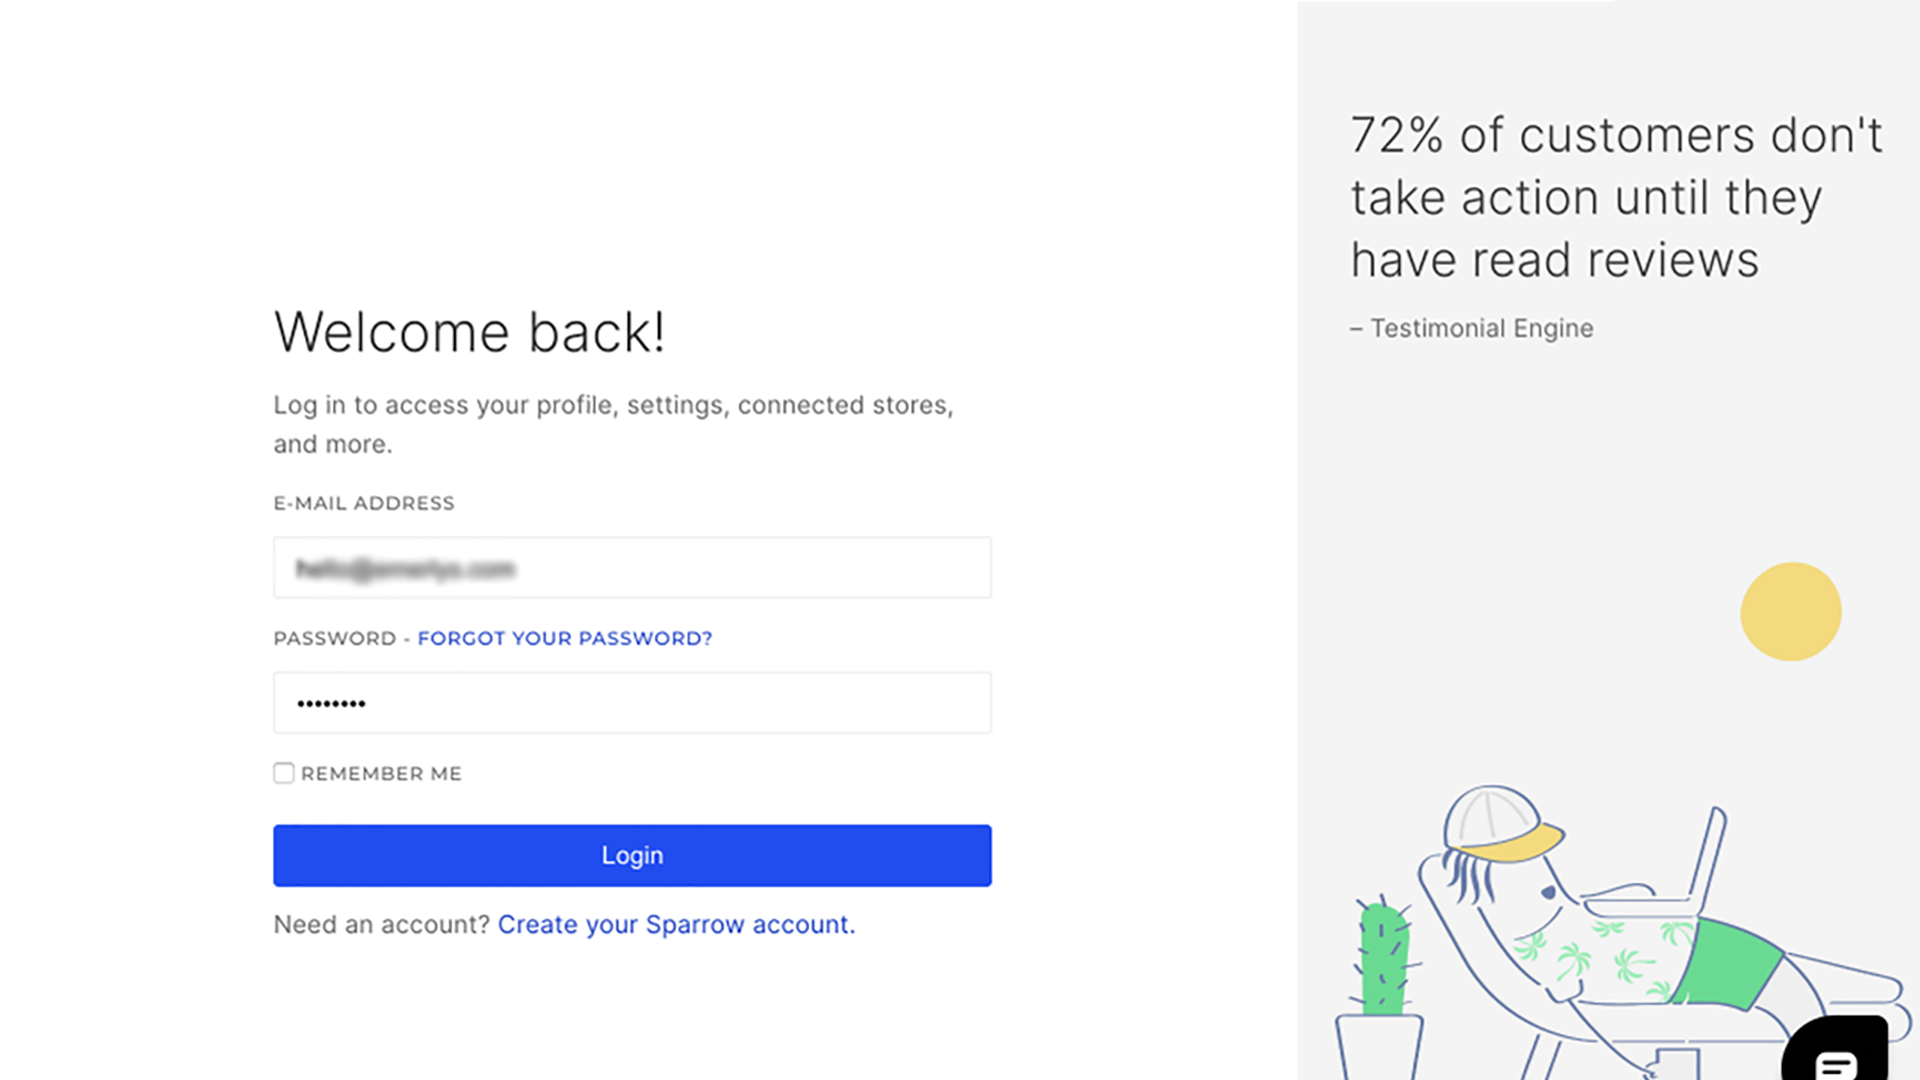 Welcome back!
Log in to access your profile, settings, connected stores,
and more.
E-MAIL ADDRESS
PASSWORD - FORGOT YOUR PASSWORD?
REMEMBER ME
Login
Need an account? Create your Sparrow account.
72% of customers don't
take action until they
have read reviews
– Testimonial Engine